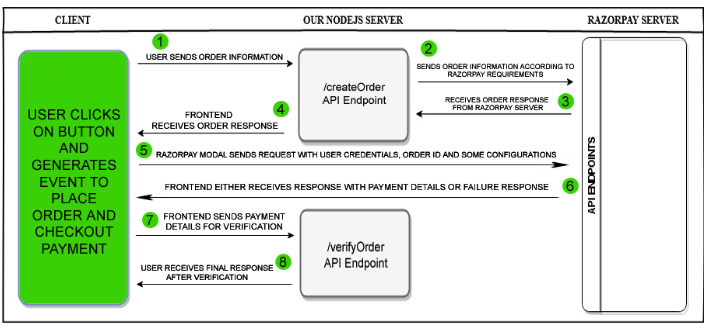 CLIENT
OUR NODEJS SERVER
RAZORPAY SERVER
1
USER SENDS ORDER INFORMATION
2
SENDS ORDER INFORMATION ACCORDING TO
RAZORPAY REQUIREMENTS
/createOrder
API Endpoint
RECEIVES ORDER RESPONSE
FROM RAZORPAY SERVER
3
FRONTEND
RECEIVES ORDER RESPONSE
4
USER CLICKS
ON BUTTON
AND
GENERATES
EVENT TO
PLACE
ORDER AND
CHECKOUT
PAYMENT
5
RAZORPAY MODAL SENDS REQUEST WITH USER CREDENTIALS, ORDER ID AND SOME CONFIGURATIONS
FRONTEND EITHER RECEIVES RESPONSE WITH PAYMENT DETAILS OR FAILURE RESPONSE
6
API ENDPOINTS
7
FRONTEND SENDS PAYMENT
DETAILS FOR VERIFICATION
/verifyOrder
API Endpoint
USER RECEIVES FINAL RESPONSE
AFTER VERIFICATION
8